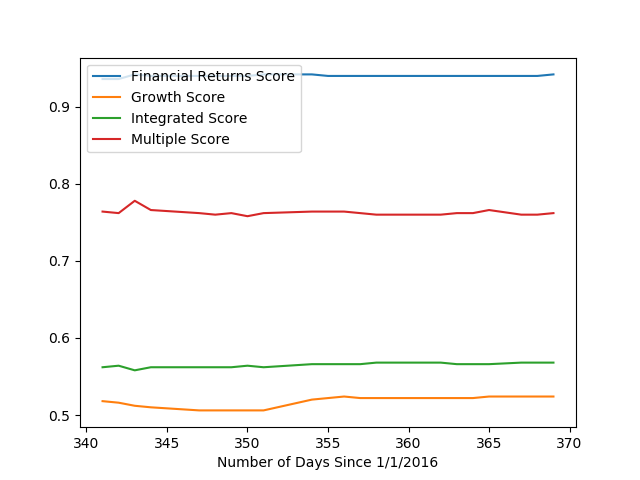 Financial Returns Score
Growth Score
Integrated Score
Multiple Score
0.9
0.8
0.7
0.6
0.5
340 345 350 355 360 365 370
Number of Days Since 1/1/2016